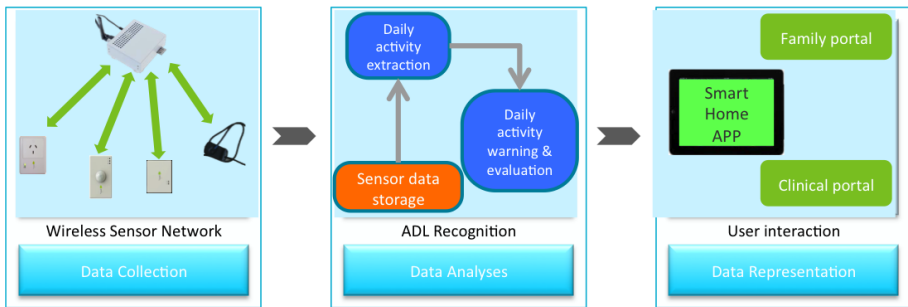 Wireless Sensor Network
Data Collection
Daily
activity
extraction
Daily
activity
warning &
evaluation
Sensor data
storage
ADL Recognition
Data Analyses
Family portal
Smart
Home
APP
Clinical portal
User interaction
Data Representation